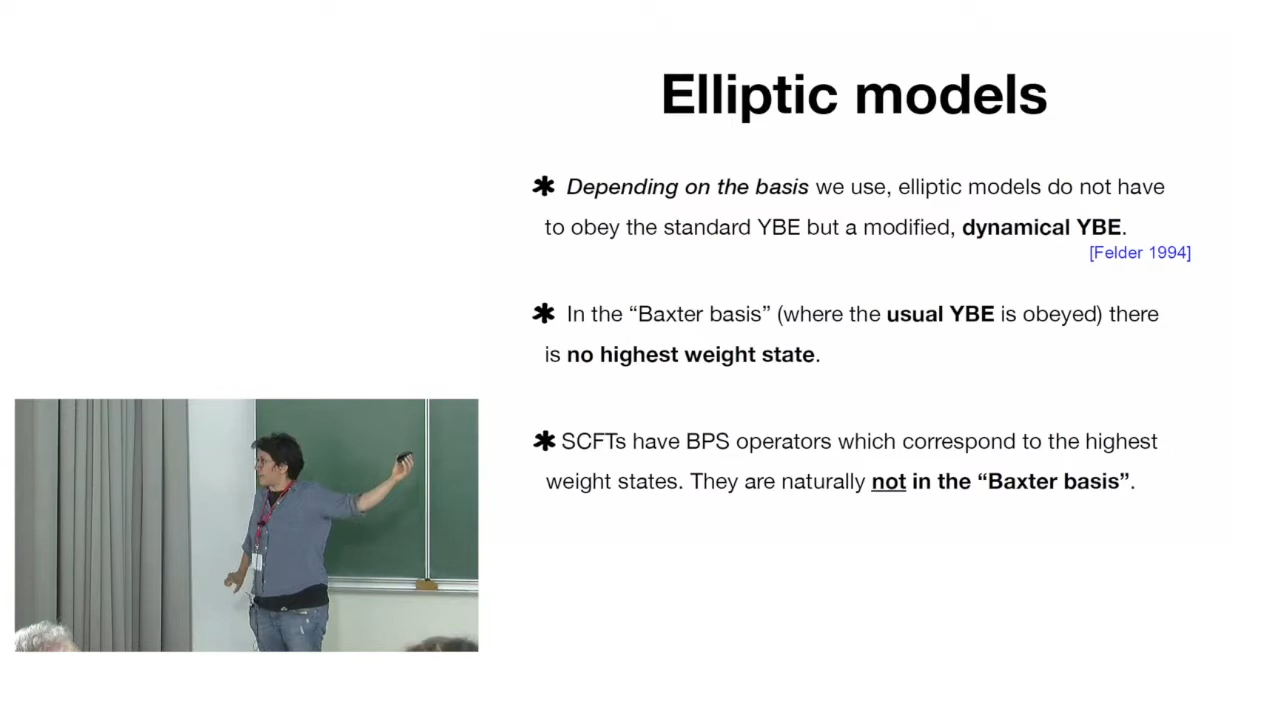 Elliptic models
✱ Depending on the basis we use, elliptic models do not have
to obey the standard YBE but a modified, dynamical YBE.
[Felder 1994]
✱ In the “Baxter basis” (where the usual YBE is obeyed) there
is no highest weight state.
✱ SCFTs have BPS operators which correspond to the highest
weight states. They are naturally not in the “Baxter basis”.